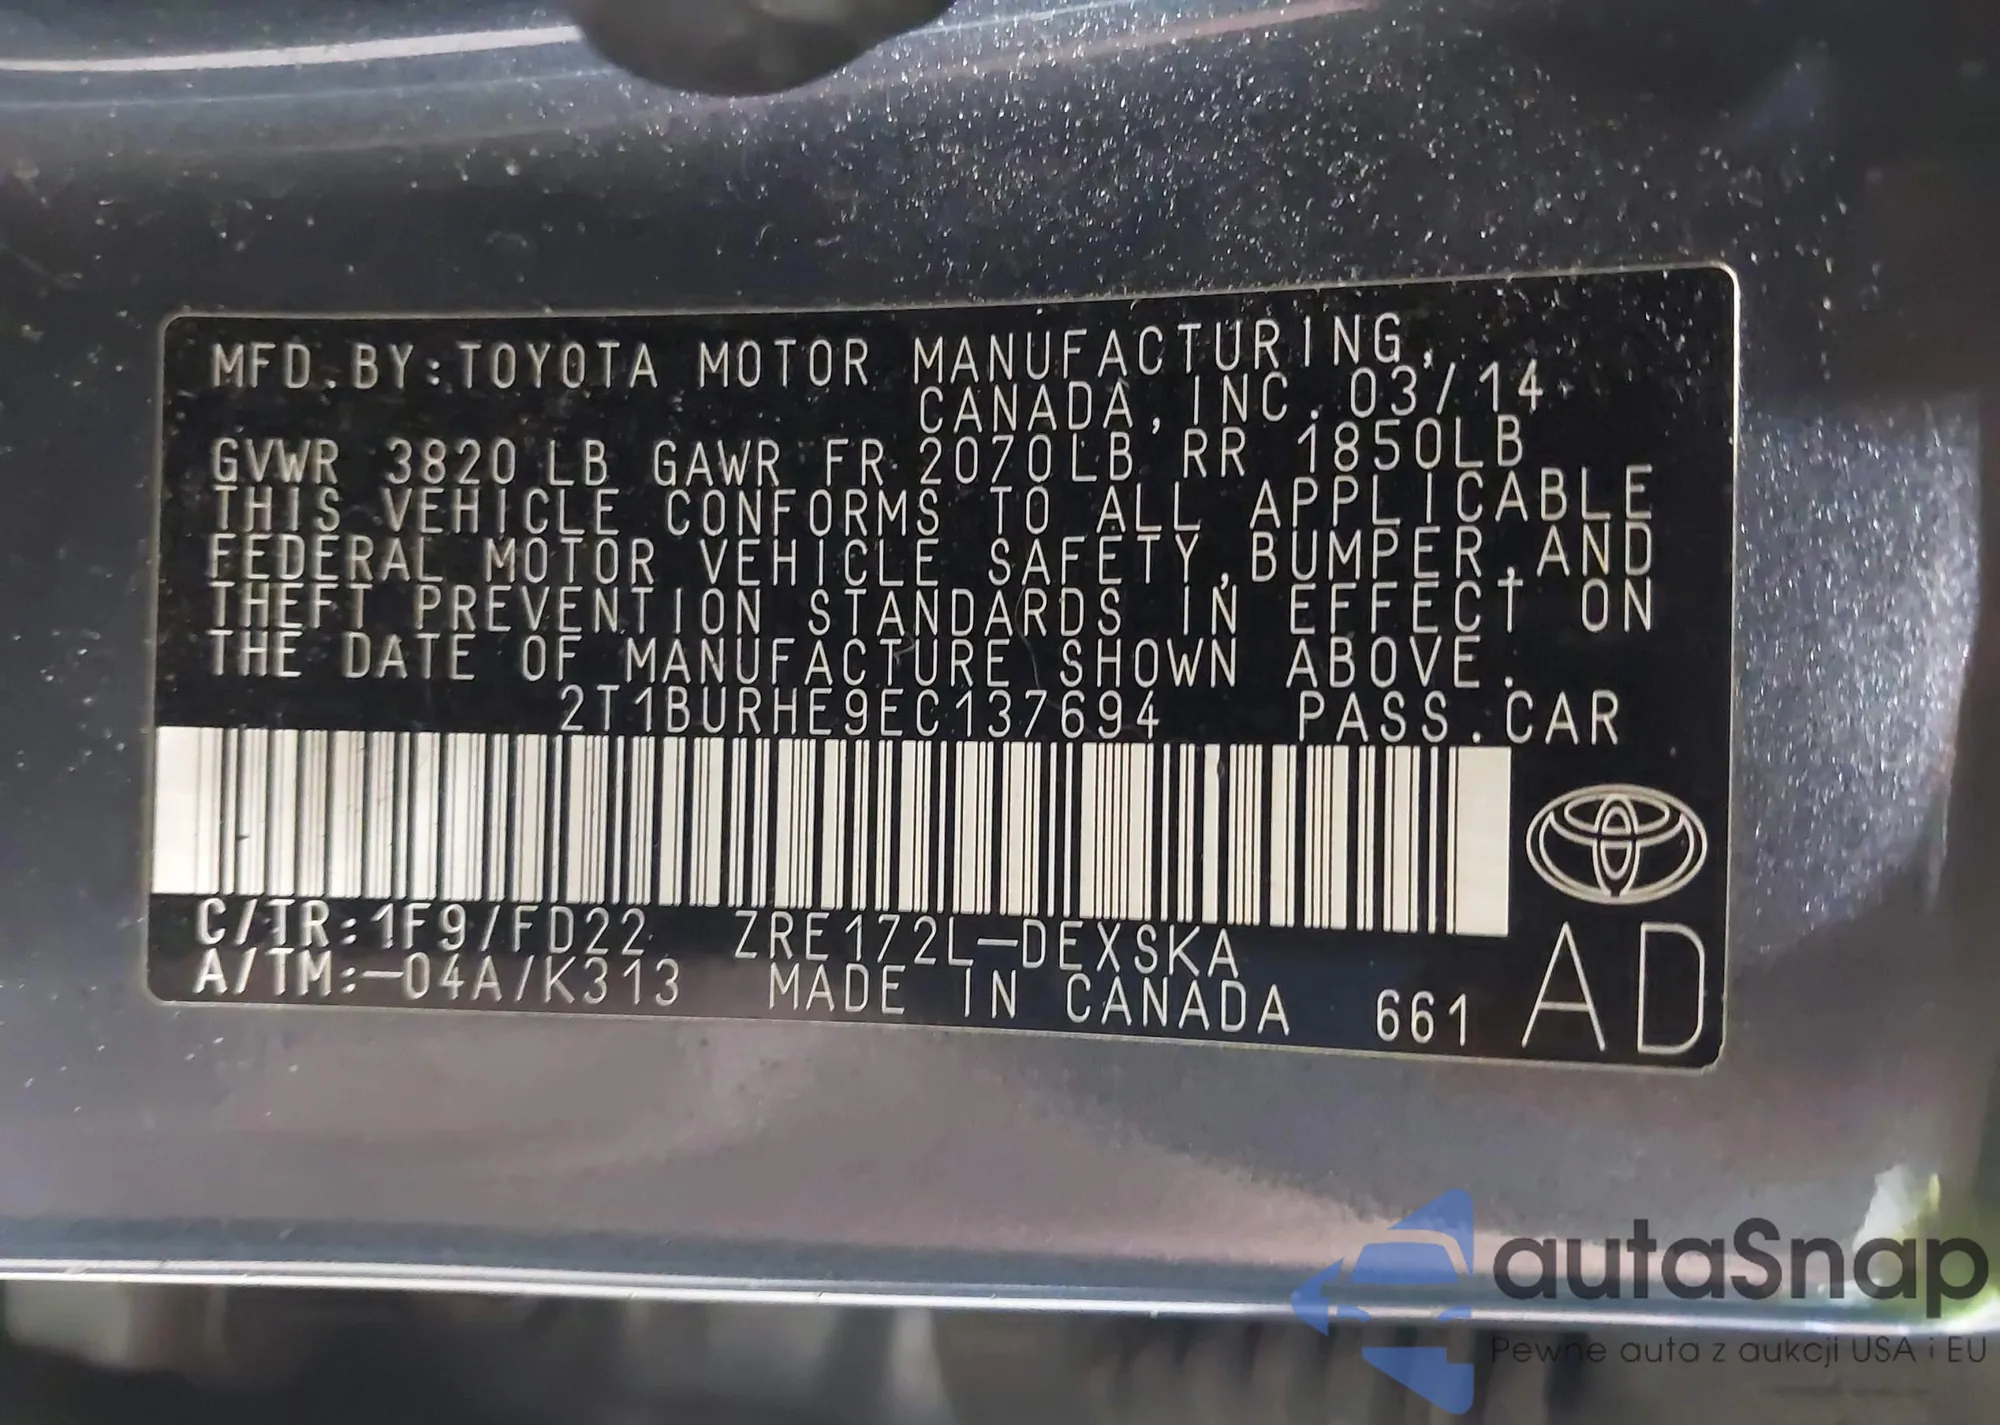 MFD. BY: TOYOTA MOTOR MANUFACTURING,
CANADA, INC. 03/14
GVWR 3820 LB GAWR FR 2070LB RR 1850LB
THIS VEHICLE CONFORMS TO ALL APPLICABLE
FEDERAL MOTOR VEHICLE SAFETY, BUMPER, AND
THEFT PREVENTION STANDARDS IN EFFECT ON
THE DATE OF MANUFACTURE SHOWN ABOVE.
2T1BURHE9EC137694 PASS. CAR
C/TR: 1F9/FD22 ZRE172L-DEXSKA
A/TM: -04A/K313 MADE IN CANADA 661 AD
autaSnap
Pewne auta z aukcji USA i EU